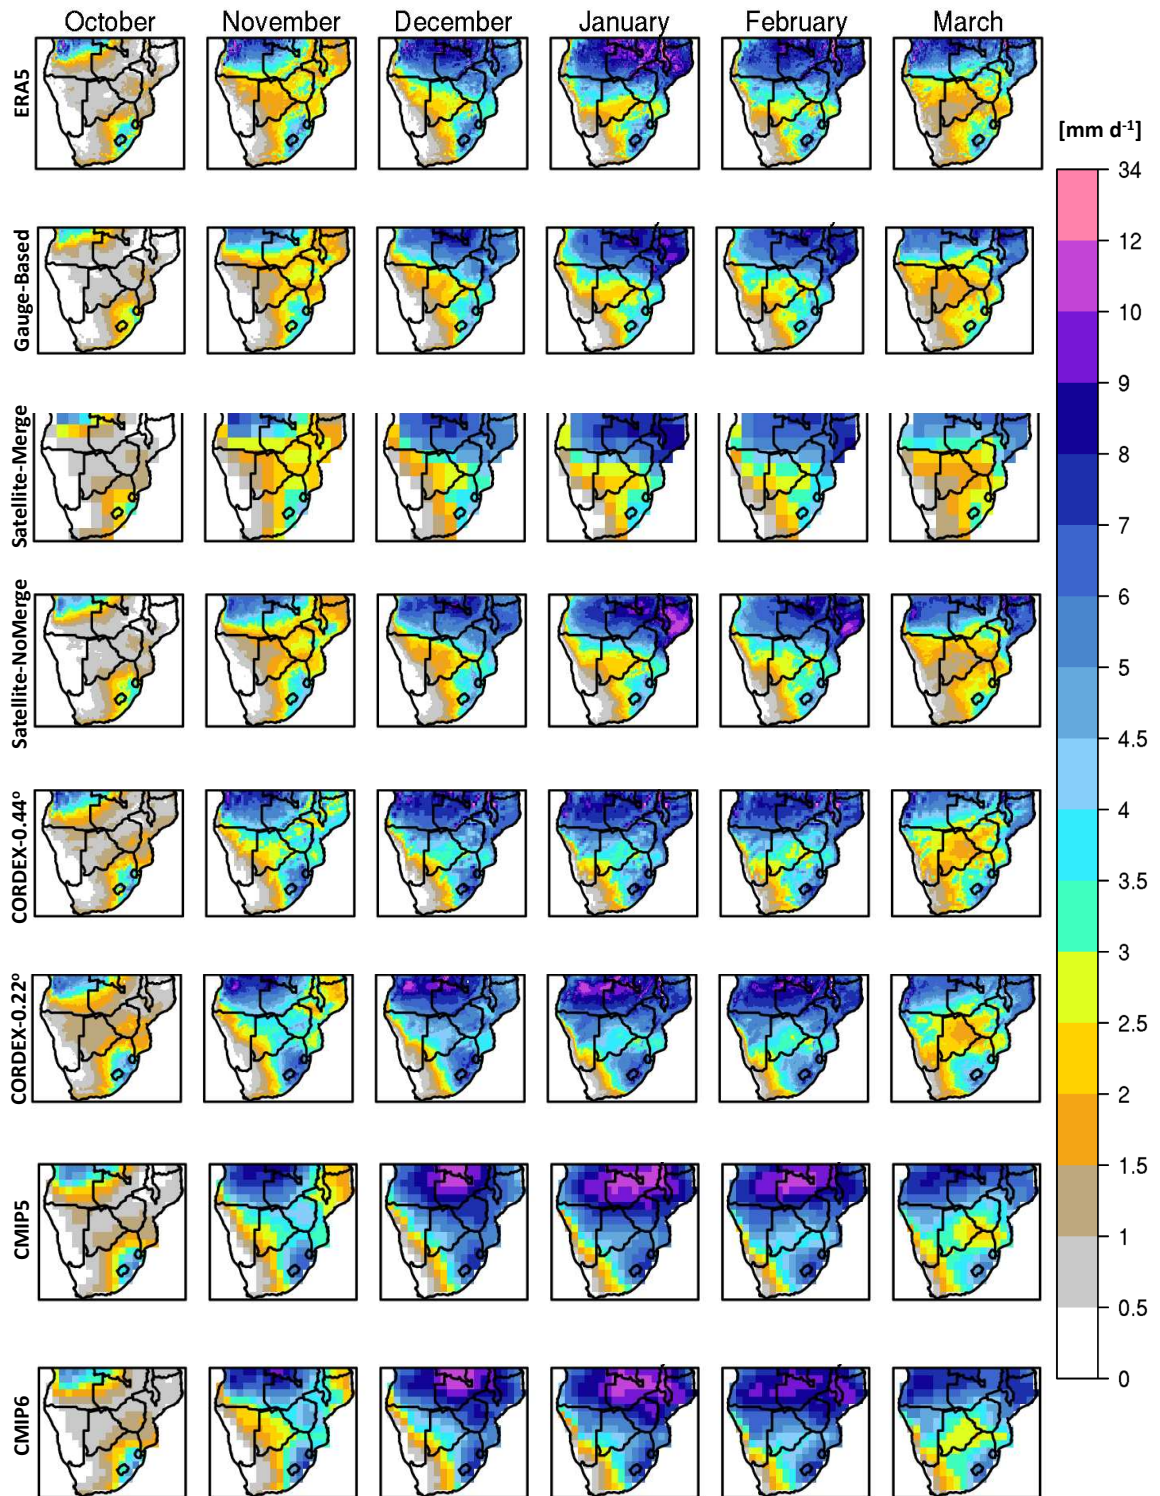 October November December January February March
ERA5
Gauge-Based
Satellite-Merge
Satellite-NoMerge
CORDEX-0.44º
CORDEX-0.22º
CMIP5
CMIP6
[mm d⁻¹]
34
12
10
9
8
7
6
5
4.5
4
3.5
3
2.5
2
1.5
1
0.5
0